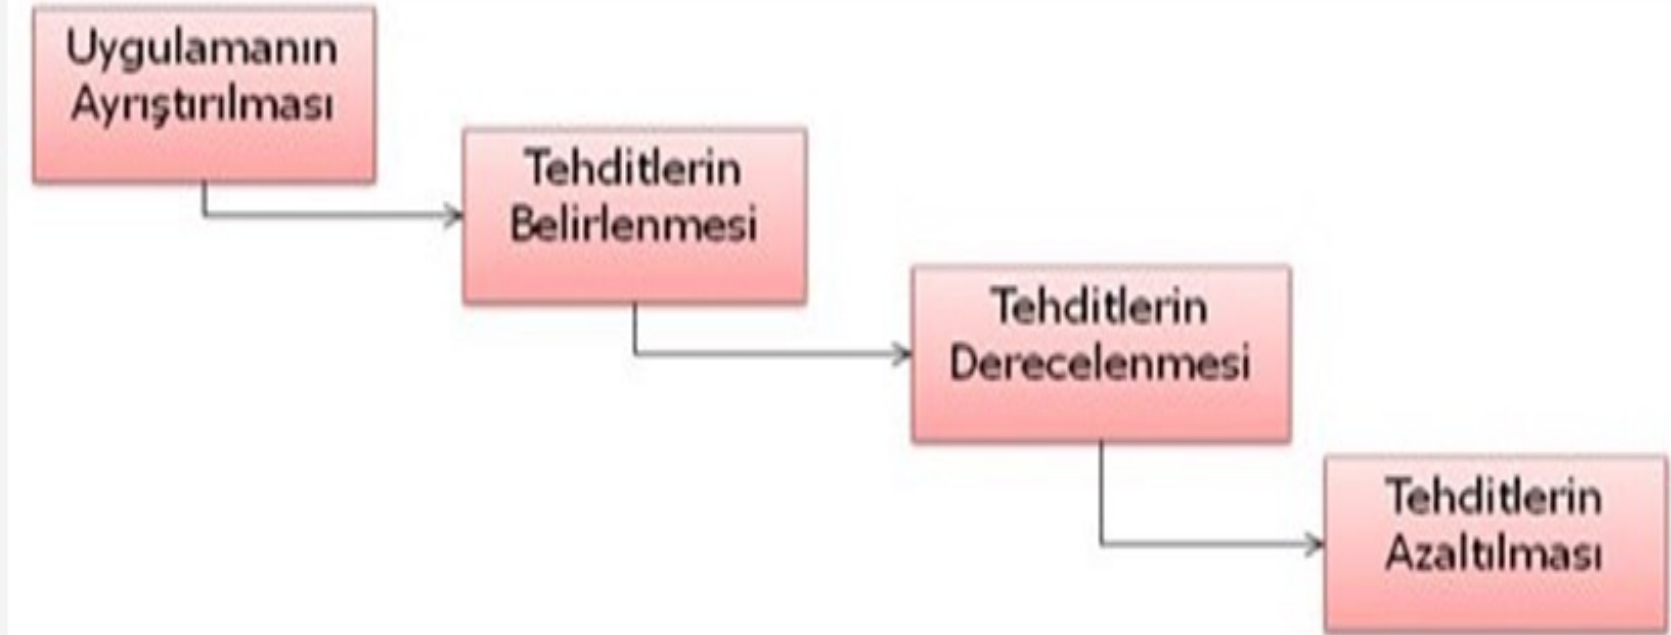 Uygulamanın
Ayrıştırılması
Tehditlerin
Belirlenmesi
Tehditlerin
Derecelenmesi
Tehditlerin
Azaltılması